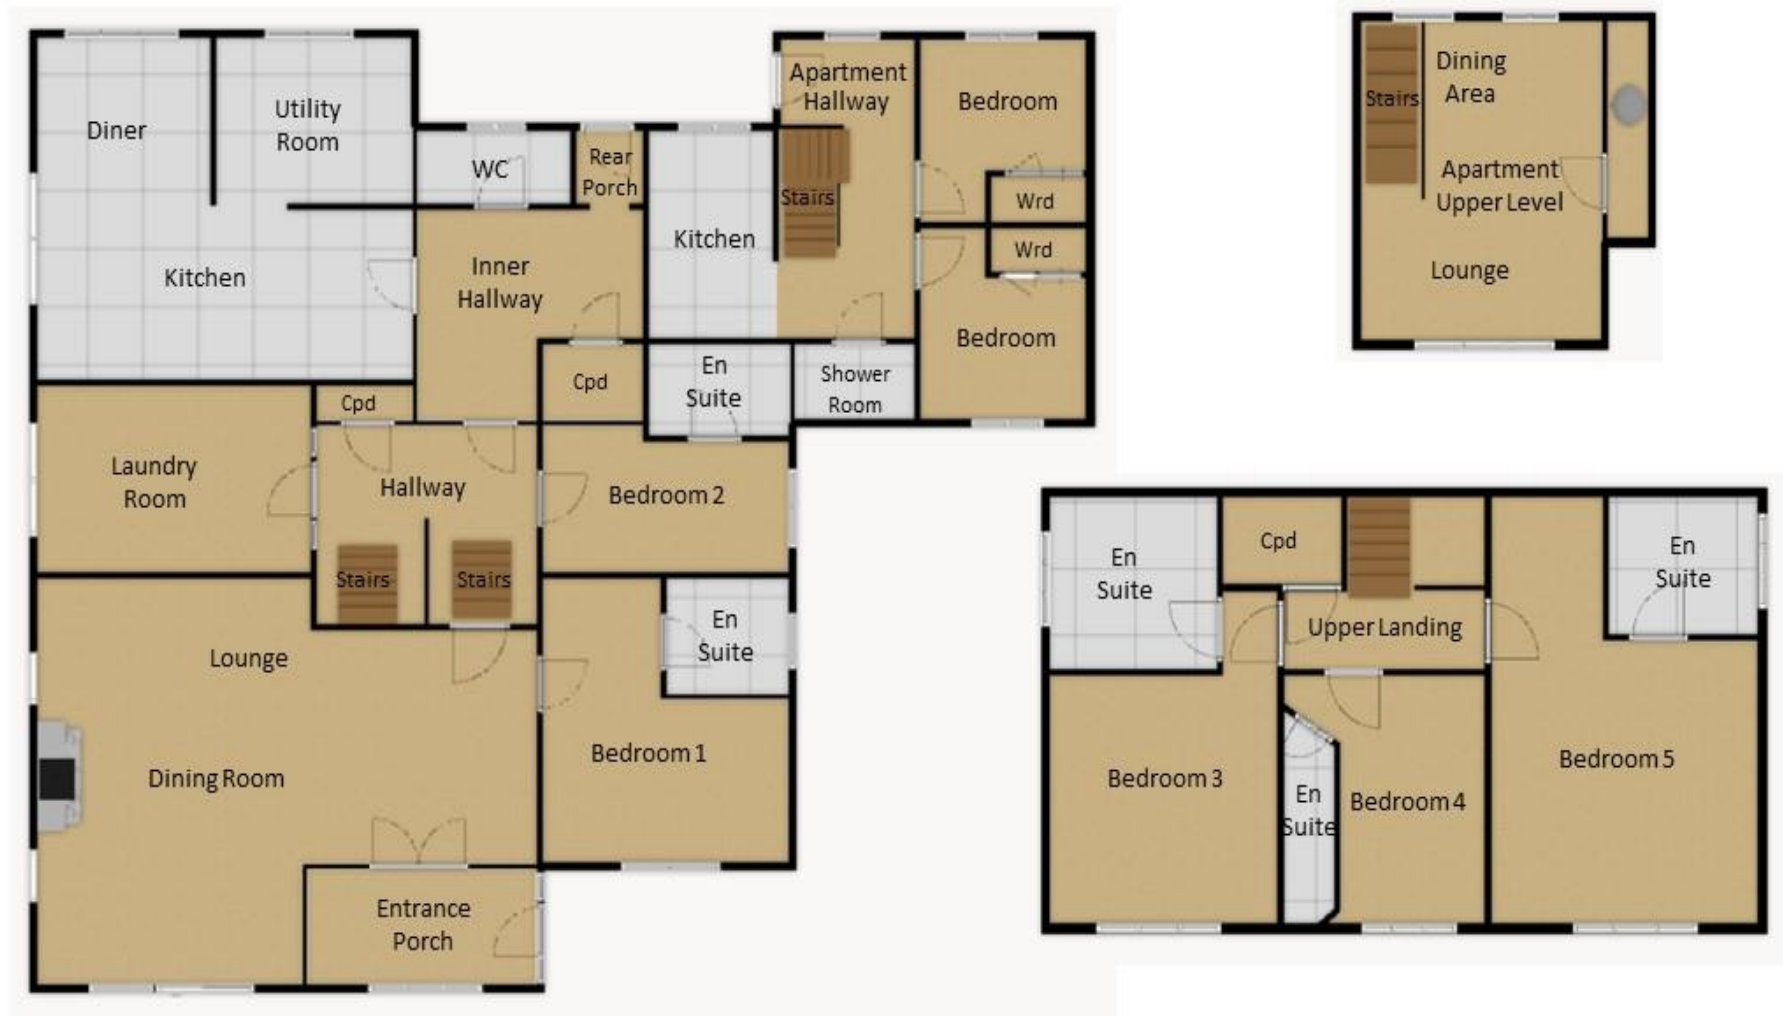 Diner
Utility
Room
WC
Rear
Porch
Kitchen
Inner
Hallway
Kitchen
Stairs
Apartment
Hallway
Bedroom
Wrd
Wrd
Bedroom
Cpd
Cpd
En
Suite
Shower
Room
Laundry
Room
Hallway
Bedroom 2
Stairs
Stairs
En
Suite
Lounge
Bedroom 1
Dining Room
Entrance
Porch
Stairs
Dining
Area
Apartment
Upper Level
Lounge
En
Suite
Cpd
En
Suite
Upper Landing
Bedroom 3
En
Suite
Bedroom 4
Bedroom 5